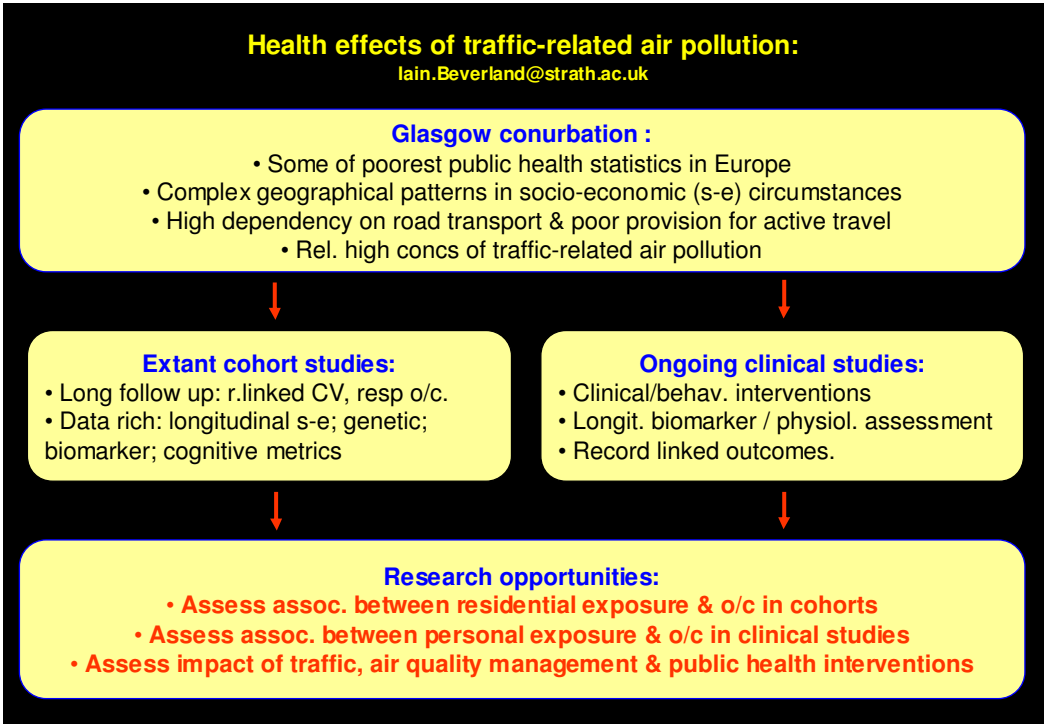 Health effects of traffic-related air pollution:
Iain.Beverland@strath.ac.uk
Glasgow conurbation :
• Some of poorest public health statistics in Europe
• Complex geographical patterns in socio-economic (s-e) circumstances
• High dependency on road transport & poor provision for active travel
• Rel. high concs of traffic-related air pollution
Extant cohort studies:
• Long follow up: r.linked CV, resp o/c.
• Data rich: longitudinal s-e; genetic;
biomarker; cognitive metrics
Ongoing clinical studies:
• Clinical/behav. interventions
• Longit. biomarker / physiol. assessment
• Record linked outcomes.
Research opportunities:
• Assess assoc. between residential exposure & o/c in cohorts
• Assess assoc. between personal exposure & o/c in clinical studies
• Assess impact of traffic, air quality management & public health interventions